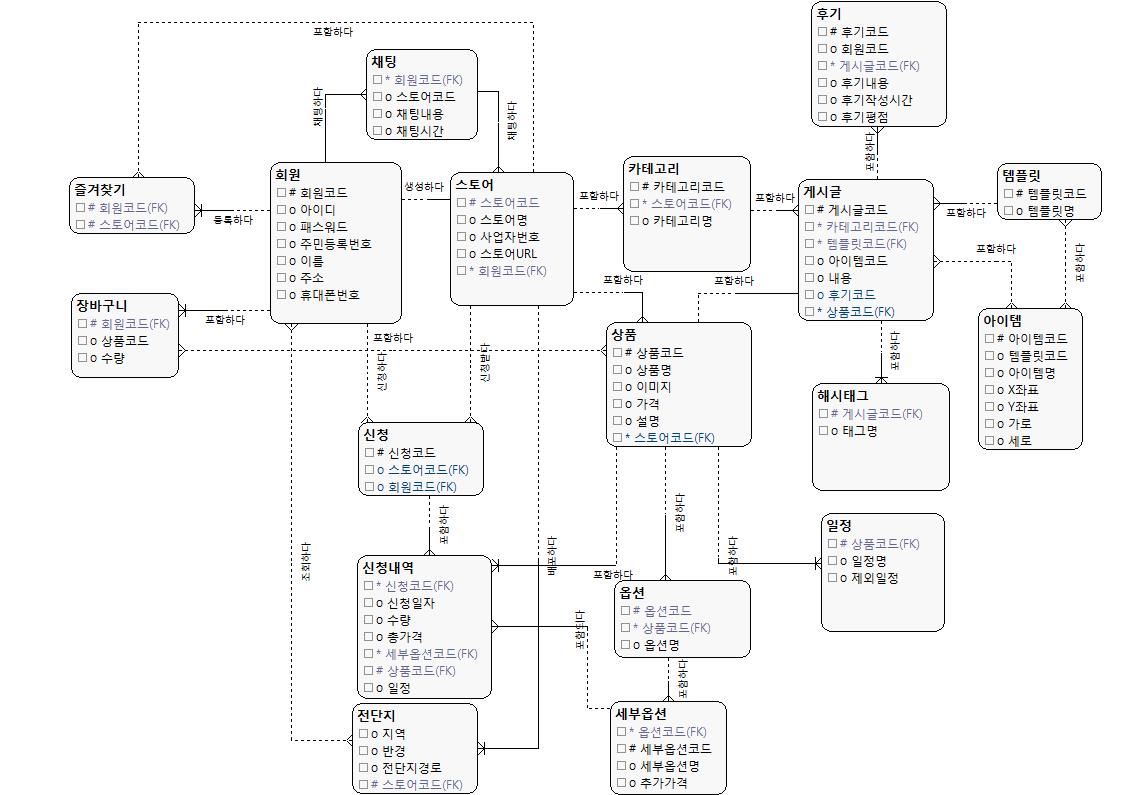 포함하다
채팅
* 회원코드(FK)
o 스토어코드
o 채팅내용
o 채팅시간
채팅하다
채팅하다
후기
# 후기코드
o 회원코드
* 게시글코드(FK)
o 후기내용
o 후기작성시간
o 후기평점
포함하다
즐겨찾기
# 회원코드(FK)
# 스토어코드(FK)
등록하다
회원
# 회원코드
o 아이디
o 패스워드
o 주민등록번호
o 이름
o 주소
o 휴대폰번호
생성하다
스토어
# 스토어코드
o 스토어명
o 사업자번호
o 스토어URL
* 회원코드(FK)
포함하다
카테고리
# 카테고리코드
* 스토어코드(FK)
o 카테고리명
포함하다
게시글
# 게시글코드
* 카테고리코드(FK)
* 템플릿코드(FK)
o 아이템코드
o 내용
o 후기코드
* 상품코드(FK)
포함하다
템플릿
# 템플릿코드
o 템플릿명
포함하다
포함하다
장바구니
# 회원코드(FK)
o 상품코드
o 수량
포함하다
포함하다
포함하다
포함하다
신청하다
신청받다
상품
# 상품코드
o 상품명
o 이미지
o 가격
o 설명
* 스토어코드(FK)
포함하다
아이템
# 아이템코드
o 템플릿코드
o 아이템명
o X좌표
o Y좌표
o 가로
o 세로
해시태그
# 게시글코드(FK)
o 태그명
신청
# 신청코드
o 스토어코드(FK)
o 회원코드(FK)
포함하다
조회하다
배포하다
포함하다
포함하다
포함하다
일정
# 상품코드(FK)
o 일정명
o 제외일정
신청내역
* 신청코드(FK)
o 신청일자
o 수량
o 총가격
* 세부옵션코드(FK)
# 상품코드(FK)
o 일정
포함되다
옵션
# 옵션코드
* 상품코드(FK)
o 옵션명
포함하다
전단지
o 지역
o 반경
o 전단지경로
# 스토어코드(FK)
세부옵션
* 옵션코드(FK)
# 세부옵션코드
o 세부옵션명
o 추가가격